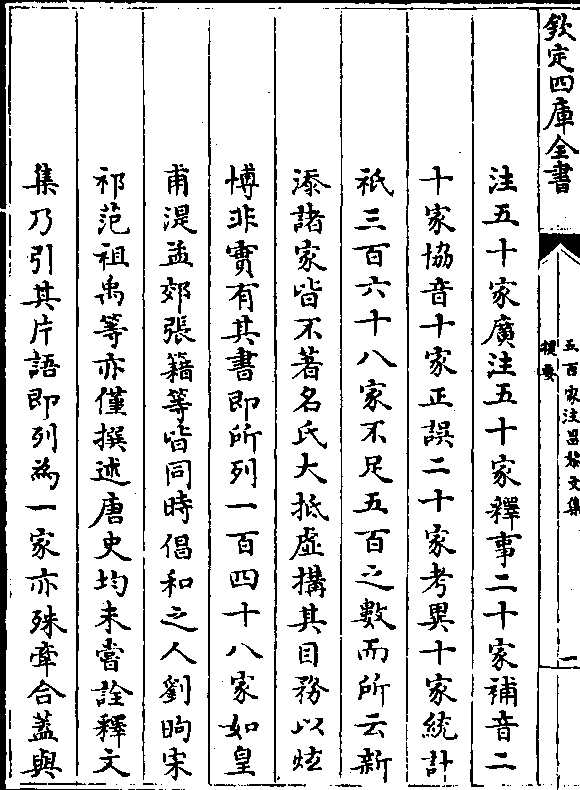 欽定四庫全書
五百家注昌黎文集
提要
一
注五十家廣注五十家釋事二十家補音二
十家協音十家正誤二十家考異十家統計
祇三百六十八家不足五百之數而所云新
添諸家皆不著名氏大抵虛構其目務以炫
博非實有其書即所列一百四十八家如皇
甫湜孟郊張籍等皆同時倡和之人劉昫宋
祁范祖禹等亦僅撰述唐史均未嘗詮釋文
集乃引其片語即列為一家亦殊牽合蓋與